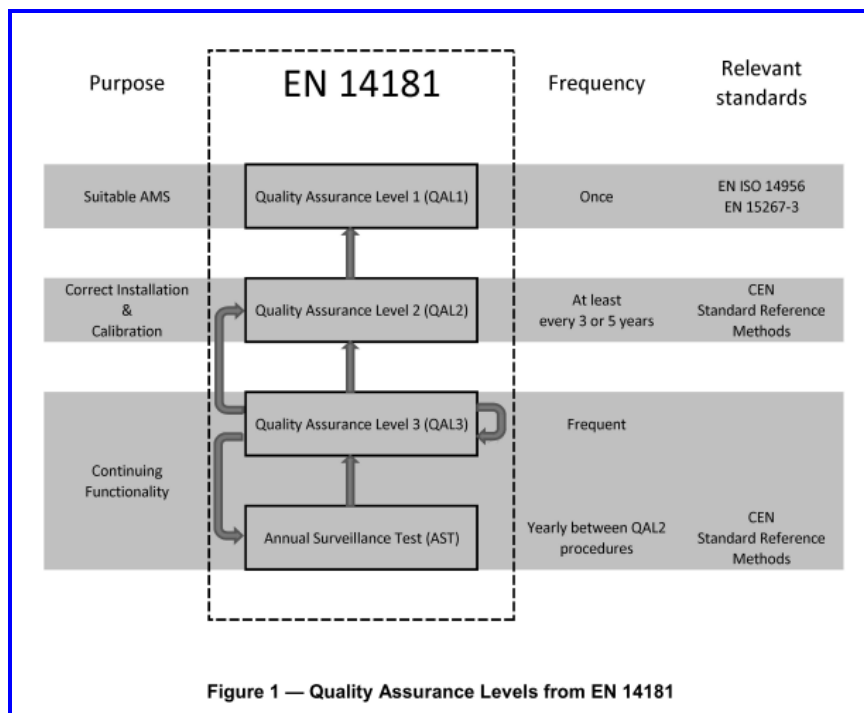 Purpose
EN 14181
Frequency
Relevant
standards
Suitable AMS
Quality Assurance Level 1 (QAL1)
Once
EN ISO 14956
EN 15267-3
Correct Installation
&
Calibration
Quality Assurance Level 2 (QAL2)
At least
every 3 or 5 years
CEN
Standard Reference
Methods
Continuing
Functionality
Quality Assurance Level 3 (QAL3)
Frequent
Annual Surveillance Test (AST)
Yearly between QAL2
procedures
CEN
Standard Reference
Methods
Figure 1 — Quality Assurance Levels from EN 14181